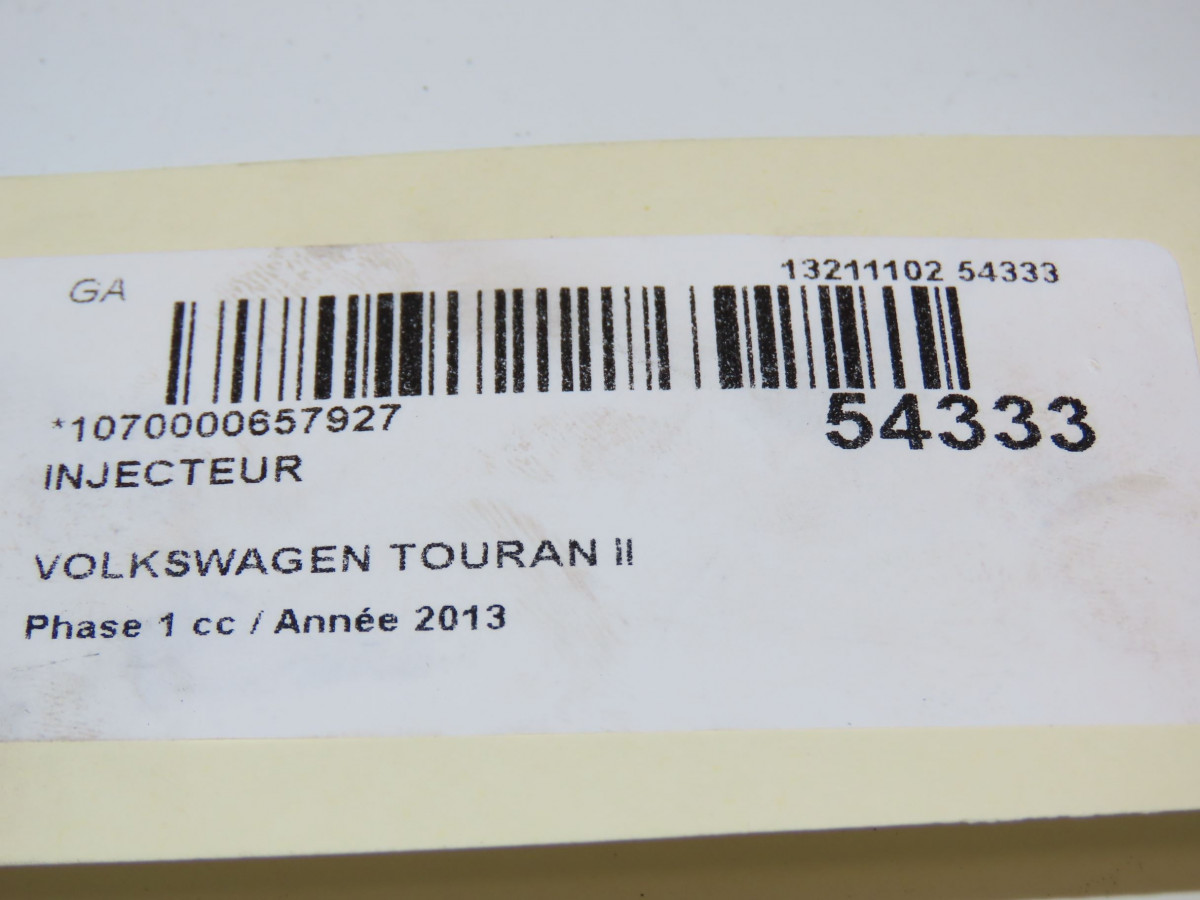 GA
13211102 54333
*1070000657927
54333
INJECTEUR
VOLKSWAGEN TOURAN II
Phase 1 cc / Année 2013